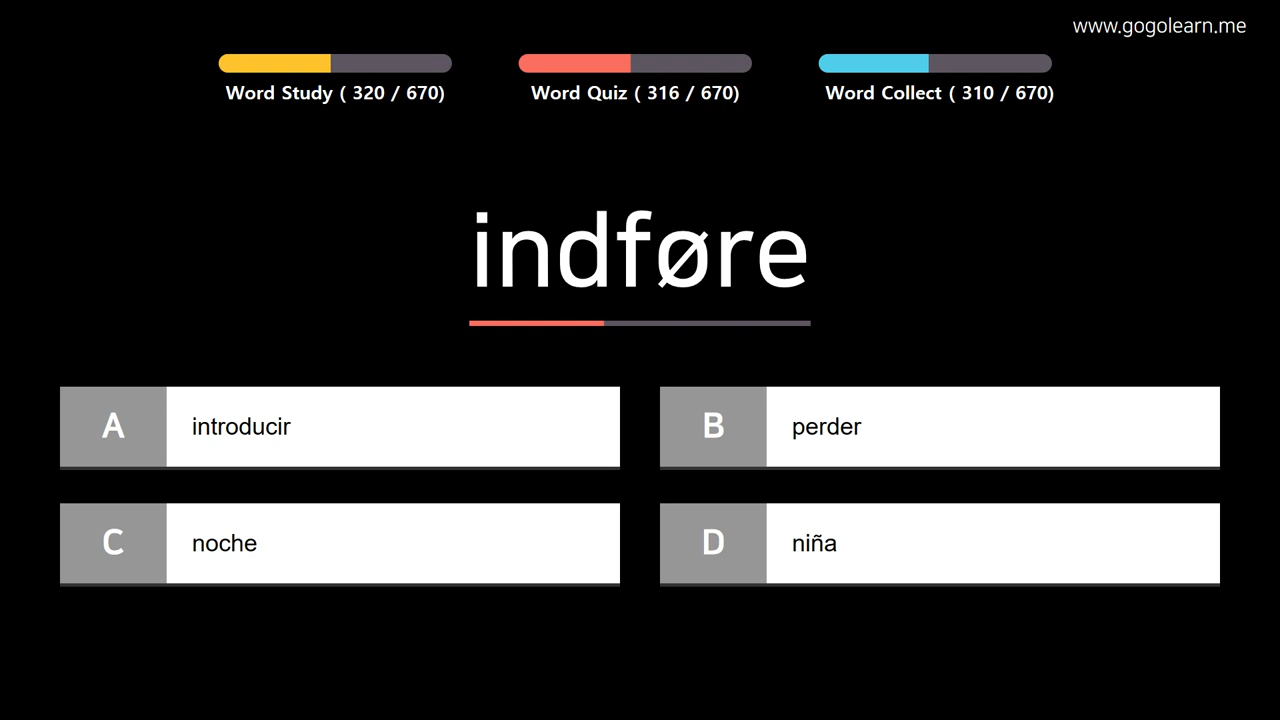 www.gogolearn.me
Word Study ( 320 / 670)
Word Quiz ( 316 / 670)
Word Collect ( 310 / 670)
indføre
A introducir
B perder
C noche
D niña